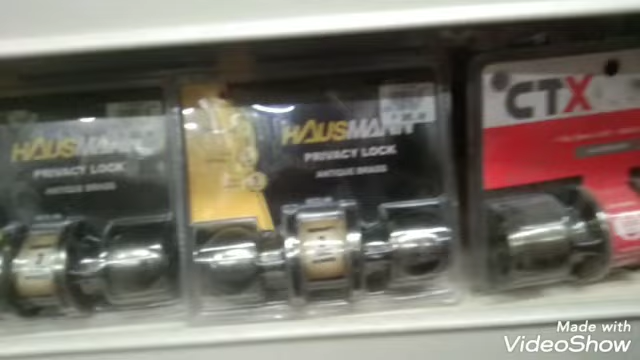 HAUSMANN
PRIVACY LOCK
ANTIQUE BRASS
HAUSMANN
PRIVACY LOCK
ANTIQUE BRASS
CTX
Made with
VideoShow